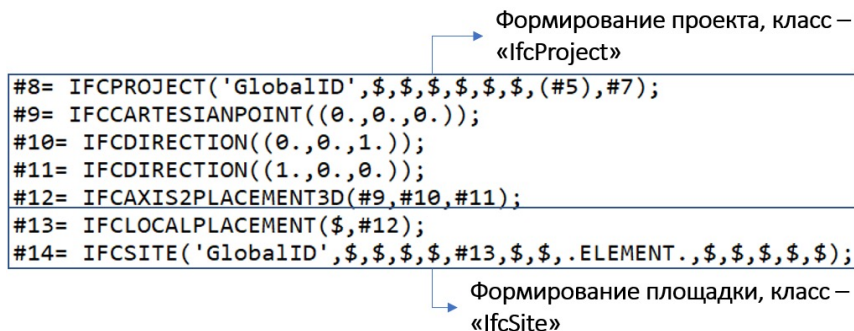 Формирование проекта, класс –
«IfcProject»
#8= IFCPROJECT('GlobalID',$,$,$,$,$,$,(#5),#7);
#9= IFCCARTESIANPOINT((0.,0.,0.));
#10= IFCDIRECTION((0.,0.,1.));
#11= IFCDIRECTION((1.,0.,0.));
#12= IFCAXIS2PLACEMENT3D(#9,#10,#11);
#13= IFCLOCALPLACEMENT($,#12);
#14= IFCSITE('GlobalID',$,$,$,$,#13,$,$,.ELEMENT.,$,$,$,$,$);
Формирование площадки, класс –
«IfcSite»